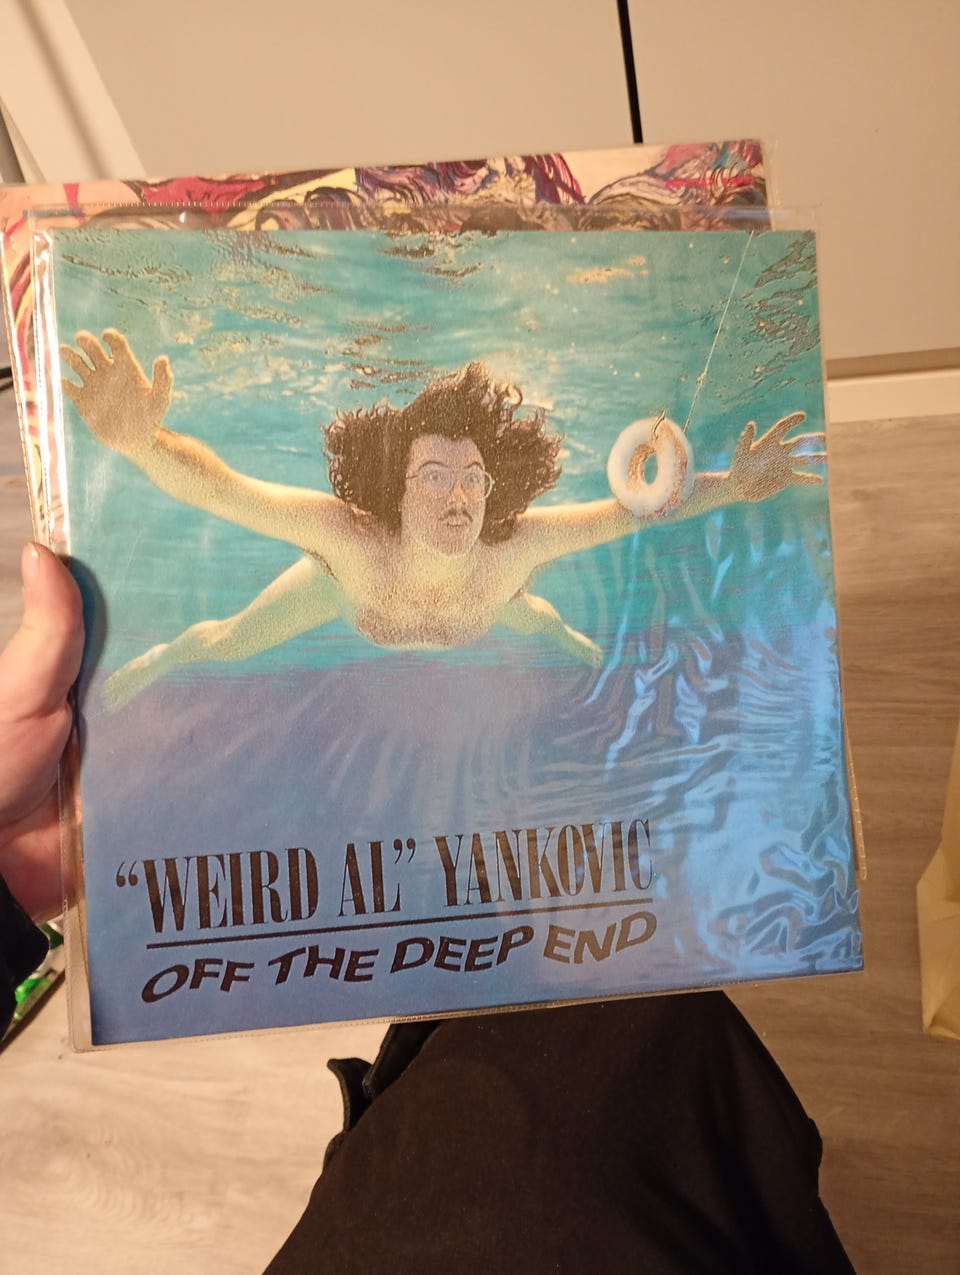 “WEIRD AL” YANKOVIC
OFF THE DEEP END